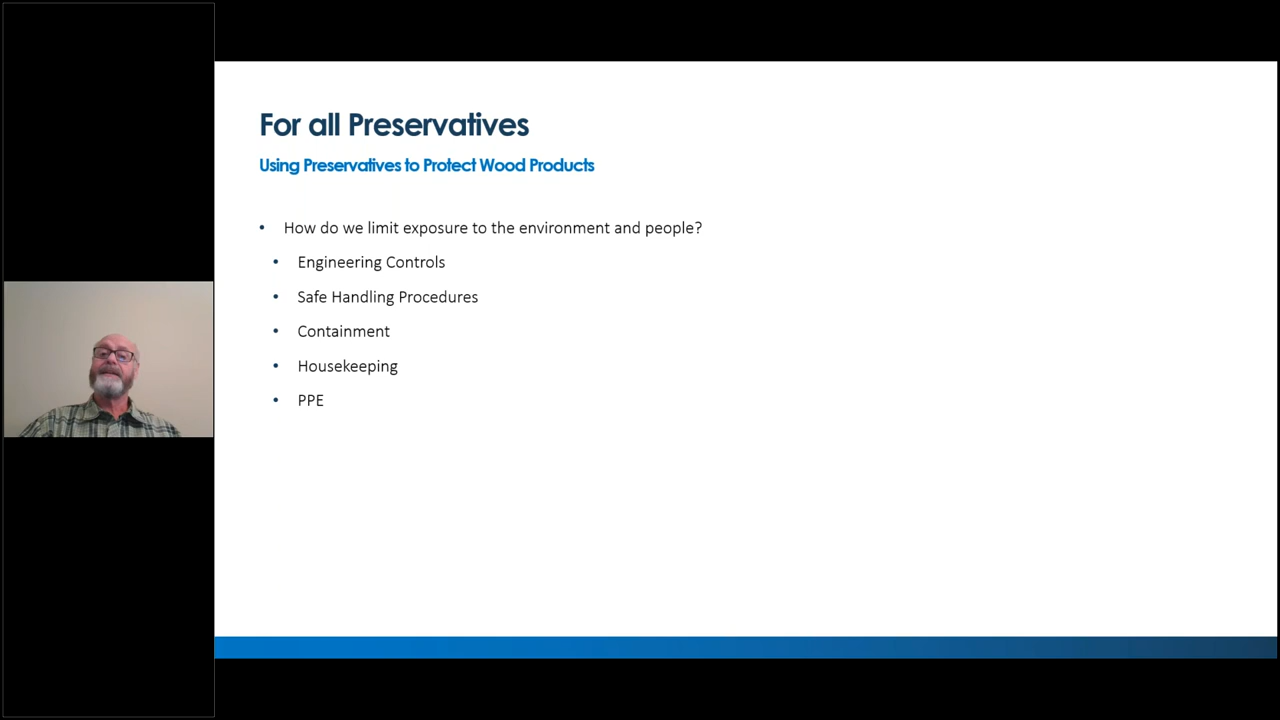 For all Preservatives
Using Preservatives to Protect Wood Products
• How do we limit exposure to the environment and people?
• Engineering Controls
• Safe Handling Procedures
• Containment
• Housekeeping
• PPE